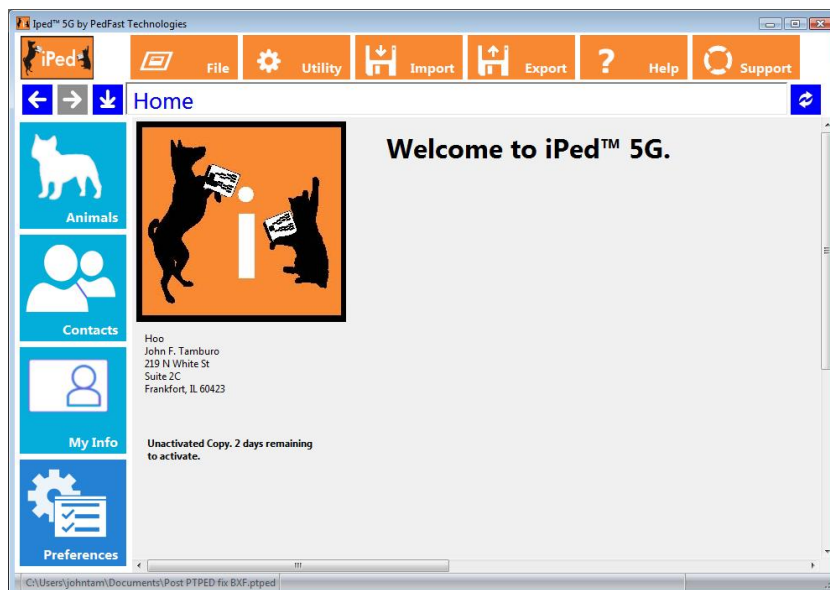 Iped™ 5G by PedFast Technologies
iPed
File
Utility
Import
Export
Help
Support
Home
Animals
Contacts
My Info
Preferences
i
Welcome to iPed™ 5G.
Hoo
John F. Tamburo
219 N White St
Suite 2C
Frankfort, IL 60423
Unactivated Copy. 2 days remaining
to activate.
C:\Users\johntam\Documents\Post PTPED fix BXF.ptped